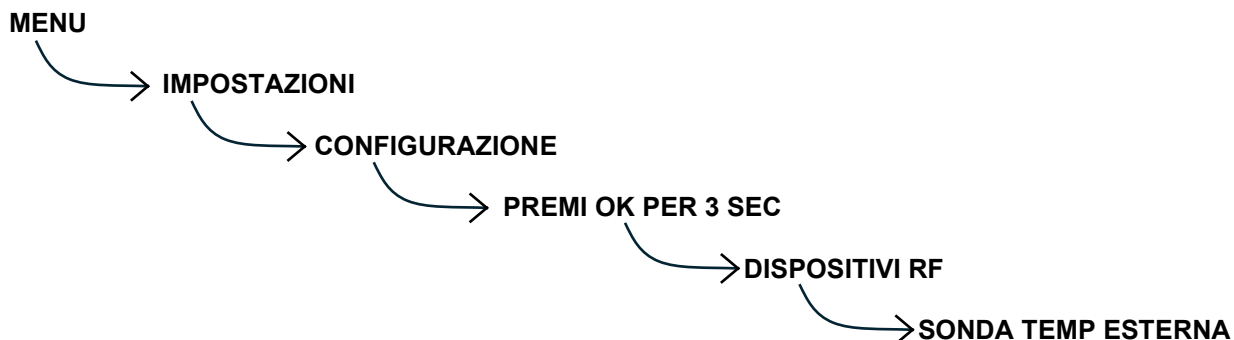 MENU
IMPOSTAZIONI
CONFIGURAZIONE
PREMI OK PER 3 SEC
DISPOSITIVI RF
SONDA TEMP ESTERNA